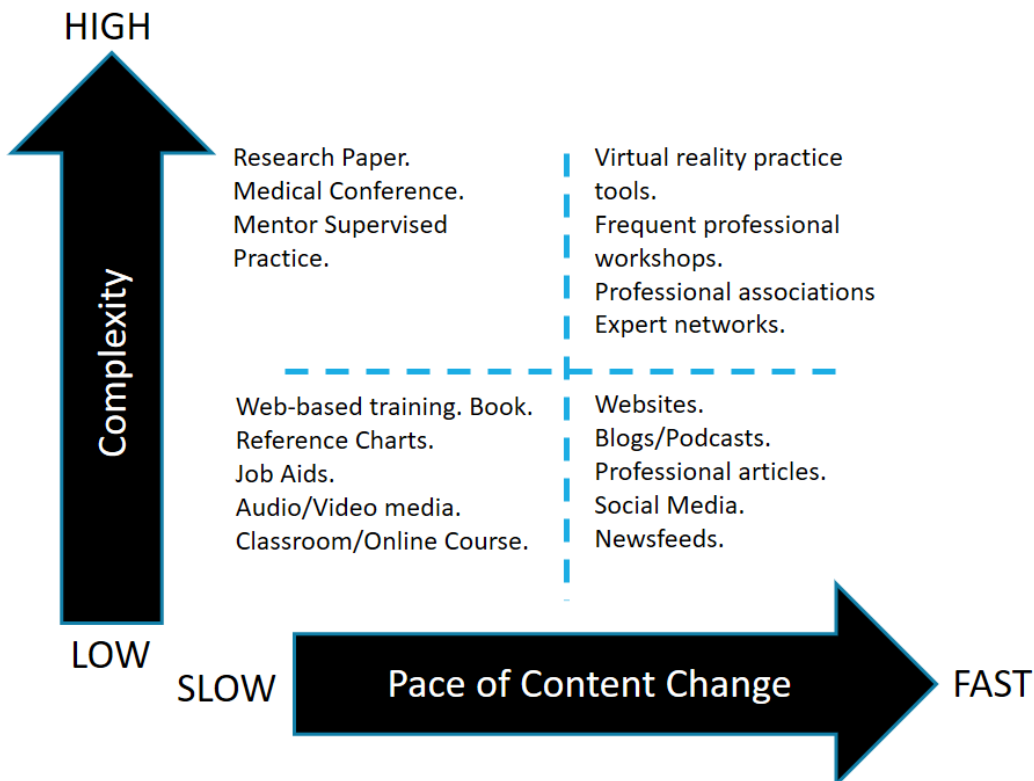 HIGH
Research Paper.
Medical Conference.
Mentor Supervised
Practice.
Virtual reality practice
tools.
Frequent professional
workshops.
Professional associations
Expert networks.
Complexity
Web-based training. Book.
Reference Charts.
Job Aids.
Audio/Video media.
Classroom/Online Course.
Websites.
Blogs/Podcasts.
Professional articles.
Social Media.
Newsfeeds.
LOW
SLOW
Pace of Content Change
FAST